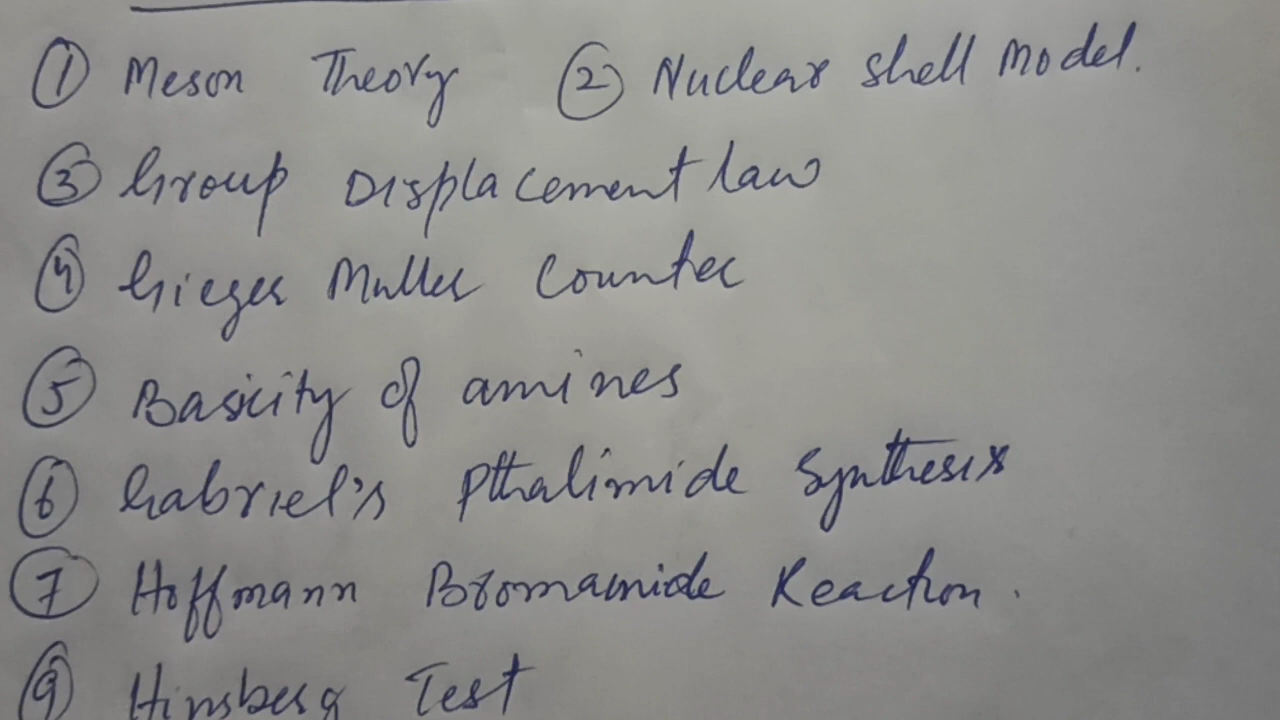 ① Meson Theory ② Nuclear shell Model.
③ Group Displacement law
④ Gieger Muller Counter
⑤ Basicity of amines
⑥ Gabriel's Pthalimide Synthesis
⑦ Hoffmann Bromamide Reaction.
⑨ Hinsberg Test